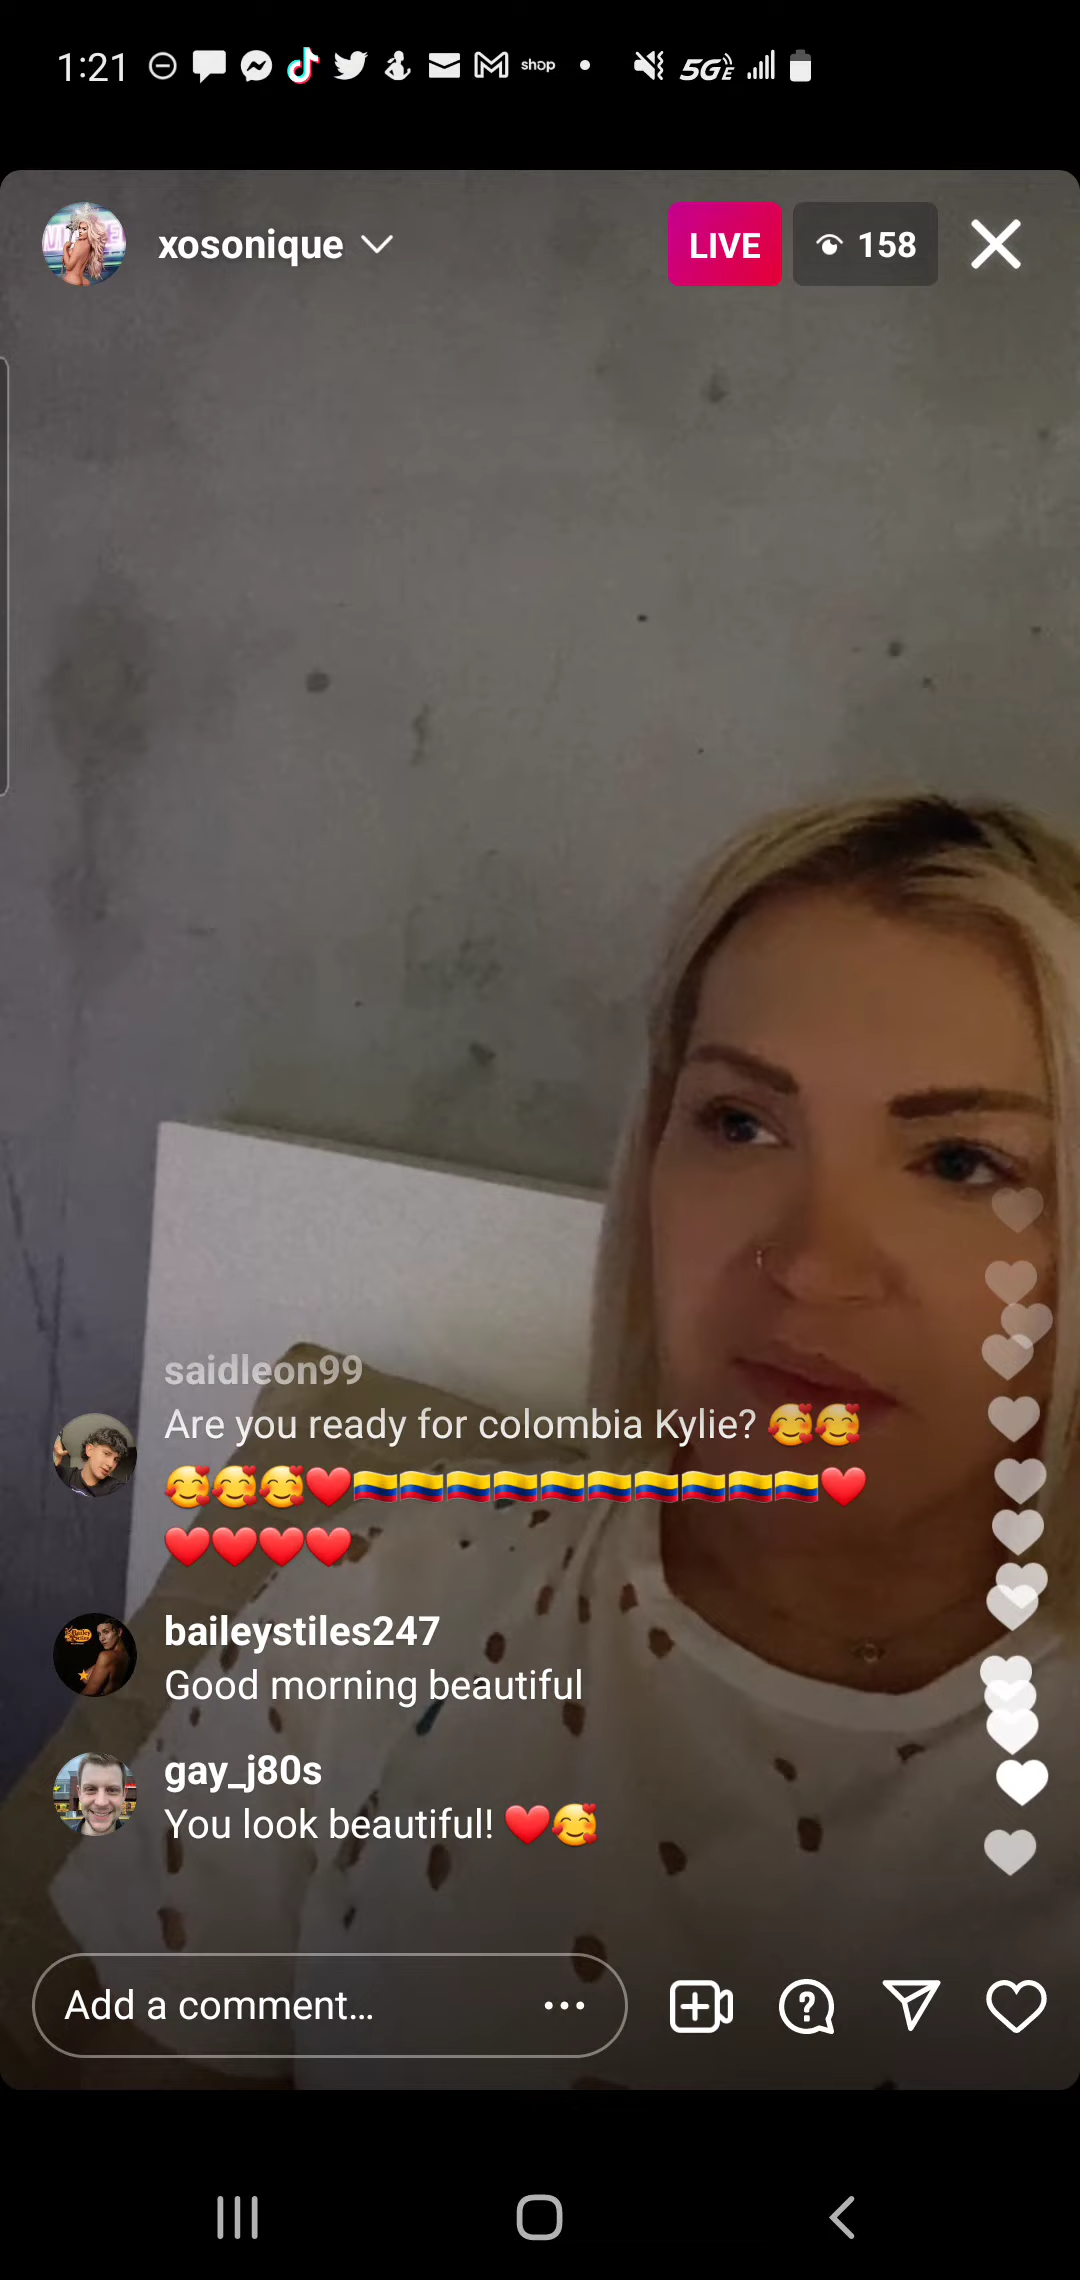 1:21 shop 5GE
xosonique LIVE 158
saidleon99
Are you ready for colombia Kylie? 🥰🥰
🥰🥰🥰❤️🇨🇴🇨🇴🇨🇴🇨🇴🇨🇴🇨🇴🇨🇴🇨🇴🇨🇴🇨🇴❤️
❤️❤️❤️❤️
baileystiles247
Good morning beautiful
gay_j80s
You look beautiful! ❤️🥰
Add a comment...